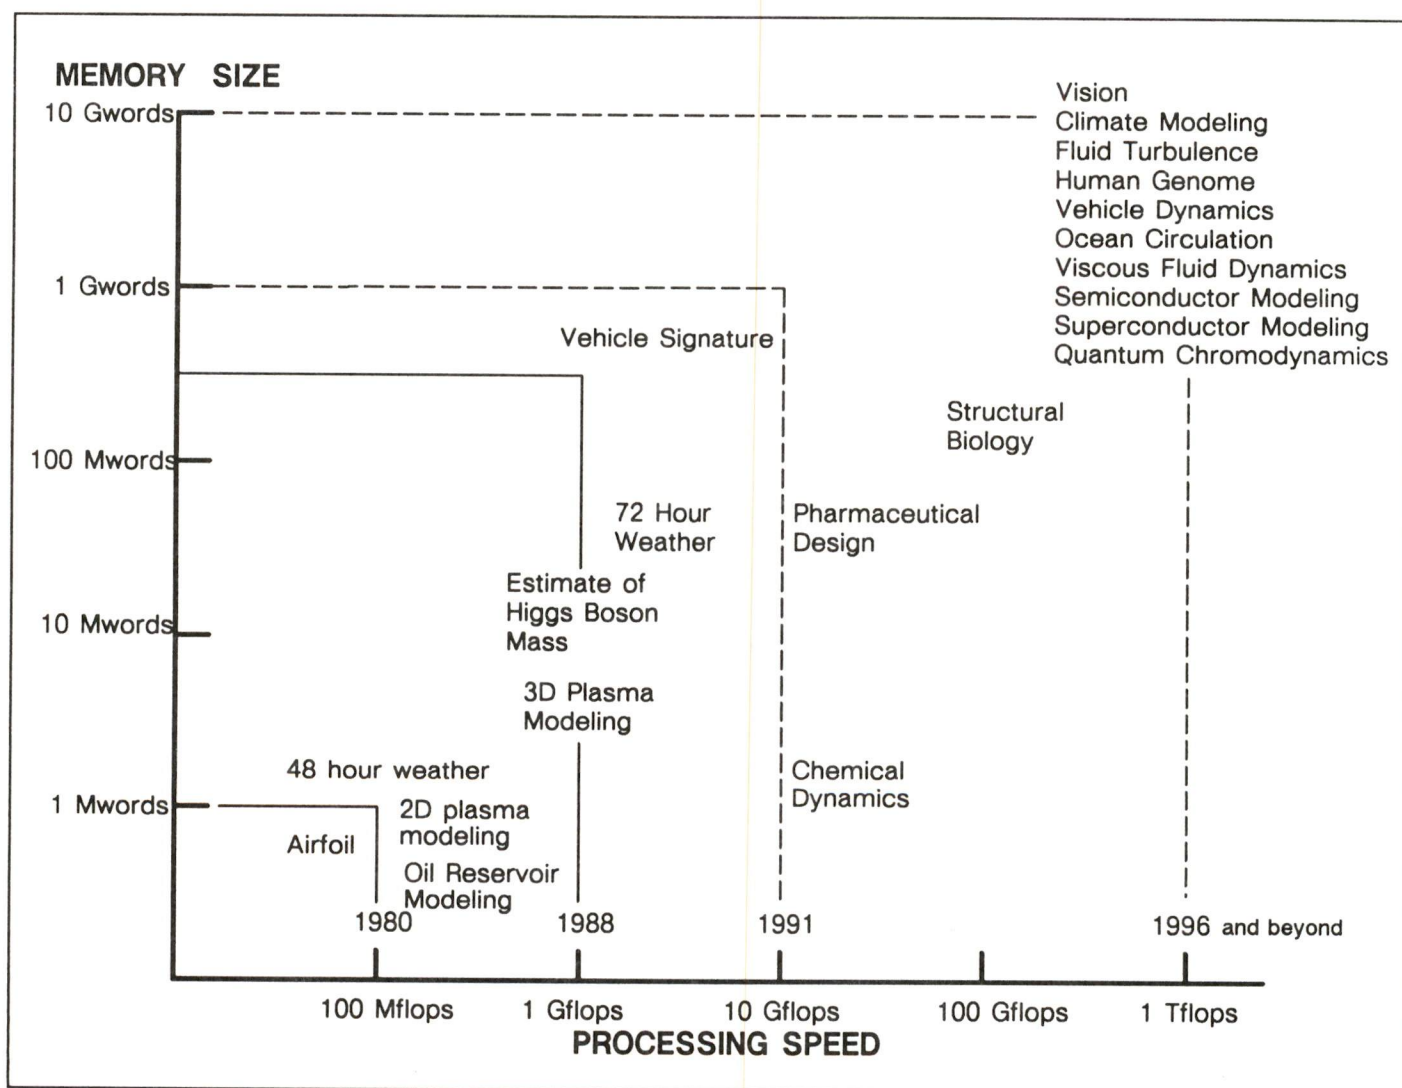 MEMORY SIZE
10 Gwords
Vision
Climate Modeling
Fluid Turbulence
Human Genome
Vehicle Dynamics
Ocean Circulation
Viscous Fluid Dynamics
Semiconductor Modeling
Superconductor Modeling
Quantum Chromodynamics
1 Gwords
Vehicle Signature
Structural
Biology
100 Mwords
72 Hour
Weather
Pharmaceutical
Design
Estimate of
Higgs Boson
Mass
10 Mwords
3D Plasma
Modeling
48 hour weather
Chemical
Dynamics
1 Mwords
2D plasma
modeling
Airfoil
Oil Reservoir
Modeling
1980
1988
1991
1996 and beyond
100 Mflops
1 Gflops
10 Gflops
100 Gflops
1 Tflops
PROCESSING SPEED